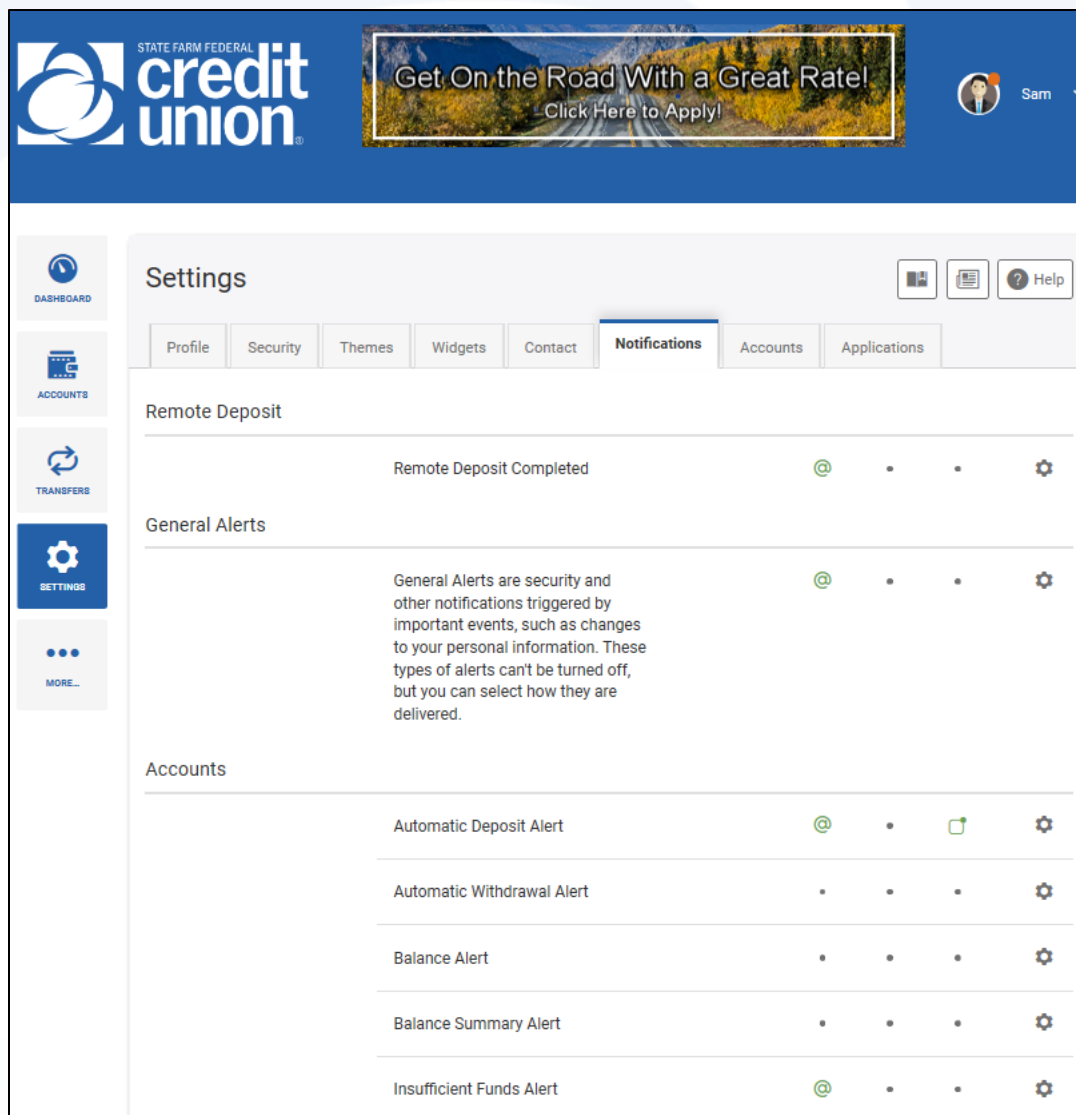 STATE FARM FEDERAL
credit
union®
Get On the Road With a Great Rate!
Click Here to Apply!
Sam
DASHBOARD
ACCOUNTS
TRANSFERS
SETTINGS
MORE...
Settings
? Help
Profile
Security
Themes
Widgets
Contact
Notifications
Accounts
Applications
Remote Deposit
Remote Deposit Completed
@
General Alerts
General Alerts are security and
other notifications triggered by
important events, such as changes
to your personal information. These
types of alerts can't be turned off,
but you can select how they are
delivered.
@
Accounts
Automatic Deposit Alert
@
Automatic Withdrawal Alert
Balance Alert
Balance Summary Alert
Insufficient Funds Alert
@